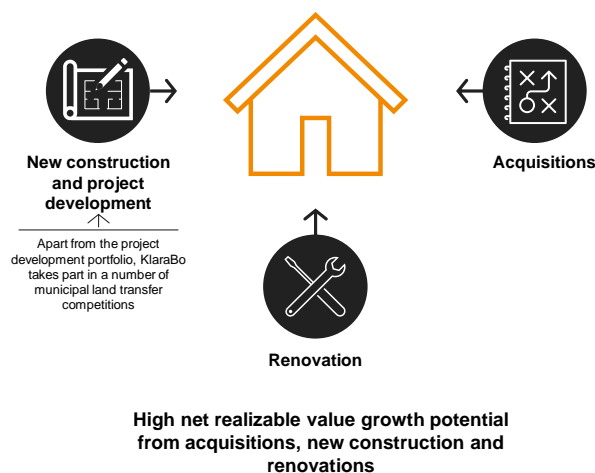 New construction
and project
development
Apart from the project
development portfolio, KlaraBo
takes part in a number of
municipal land transfer
competitions
Acquisitions
Renovation
High net realizable value growth potential
from acquisitions, new construction and
renovations